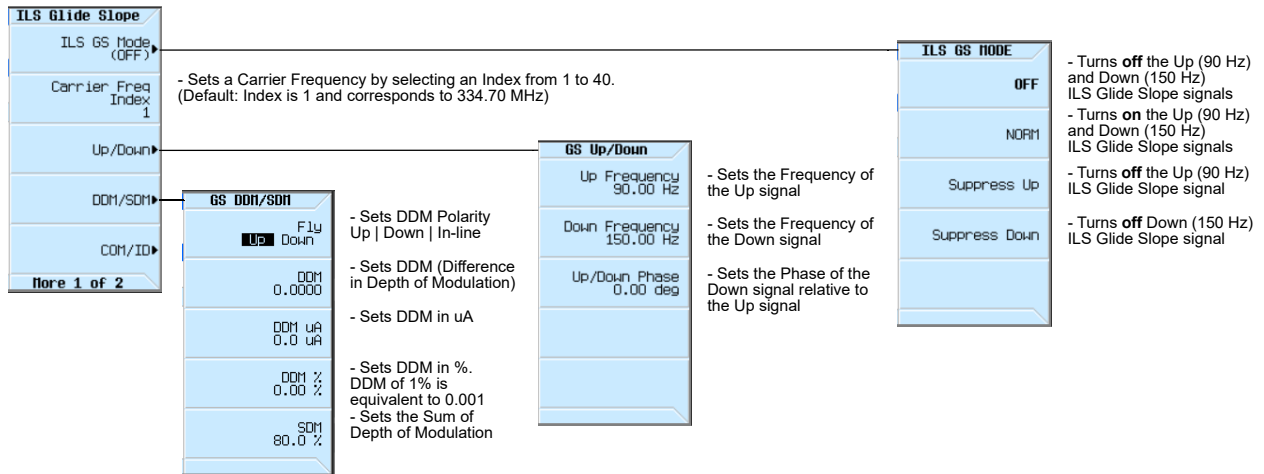 ILS Glide Slope
ILS GS Mode
(OFF)
Carrier Freq
Index
1
Up/Down
DDM/SDM
COM/ID
More 1 of 2
- Sets a Carrier Frequency by selecting an Index from 1 to 40.
(Default: Index is 1 and corresponds to 334.70 MHz)
GS DDM/SDM
Fly
Up Down
DDM
0.0000
DDM uA
0.0 uA
DDM %
0.00 %
SDM
80.0 %
- Sets DDM Polarity
Up | Down | In-line
- Sets DDM (Difference
in Depth of Modulation)
- Sets DDM in uA
- Sets DDM in %.
DDM of 1% is
equivalent to 0.001
- Sets the Sum of
Depth of Modulation
GS Up/Down
Up Frequency
90.00 Hz
Down Frequency
150.00 Hz
Up/Down Phase
0.00 deg
- Sets the Frequency of
the Up signal
- Sets the Frequency of
the Down signal
- Sets the Phase of the
Down signal relative to
the Up signal
ILS GS MODE
OFF
NORM
Suppress Up
Suppress Down
- Turns off the Up (90 Hz)
and Down (150 Hz)
ILS Glide Slope signals
- Turns on the Up (90 Hz)
and Down (150 Hz)
ILS Glide Slope signals
- Turns off the Up (90 Hz)
ILS Glide Slope signal
- Turns off Down (150 Hz)
ILS Glide Slope signal